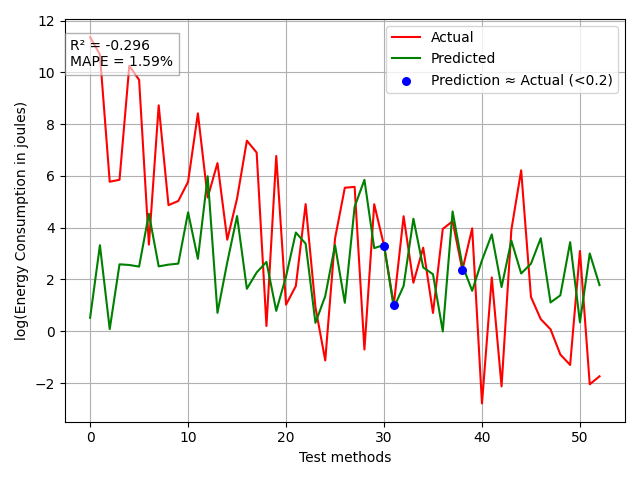 R² = -0.296
MAPE = 1.59%
Actual
Predicted
Prediction ≈ Actual (<0.2)
log(Energy Consumption in joules)
12
10
8
6
4
2
0
−2
0
10
20
30
40
50
Test methods